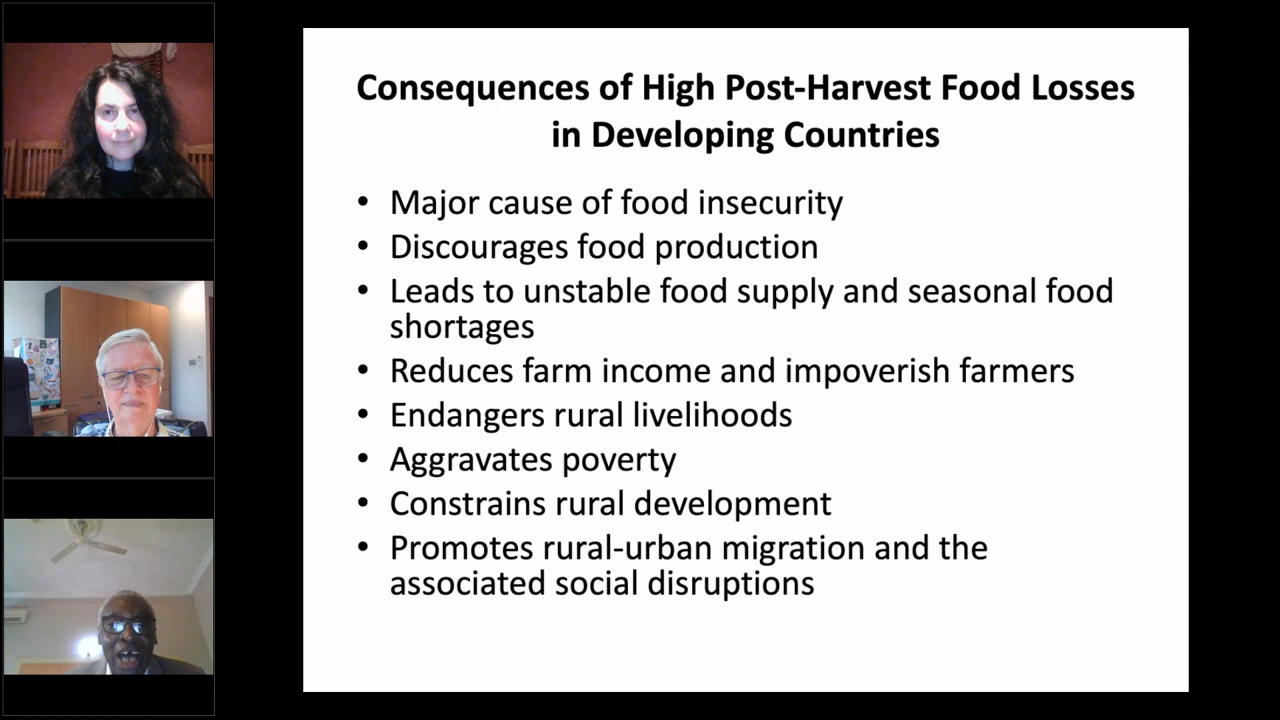 Consequences of High Post-Harvest Food Losses
in Developing Countries
• Major cause of food insecurity
• Discourages food production
• Leads to unstable food supply and seasonal food
shortages
• Reduces farm income and impoverish farmers
• Endangers rural livelihoods
• Aggravates poverty
• Constrains rural development
• Promotes rural-urban migration and the
associated social disruptions